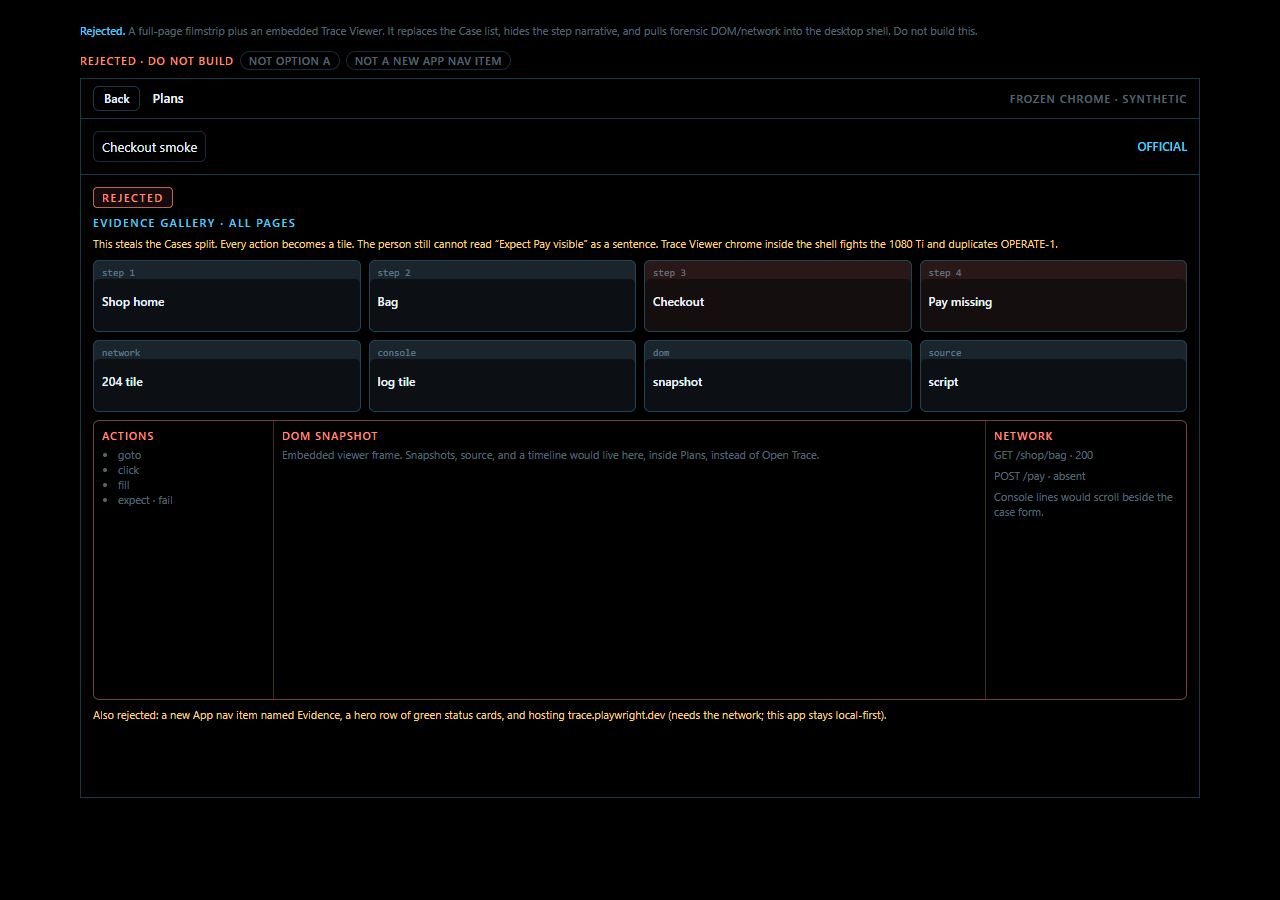 Rejected. A full-page filmstrip plus an embedded Trace Viewer. It replaces the Case list, hides the step narrative, and pulls forensic DOM/network into the desktop shell. Do not build this.
REJECTED · DO NOT BUILD NOT OPTION A NOT A NEW APP NAV ITEM
Back Plans FROZEN CHROME · SYNTHETIC
Checkout smoke OFFICIAL
REJECTED
EVIDENCE GALLERY · ALL PAGES
This steals the Cases split. Every action becomes a tile. The person still cannot read “Expect Pay visible” as a sentence. Trace Viewer chrome inside the shell fights the 1080 Ti and duplicates OPERATE-1.
step 1 step 2 step 3 step 4
Shop home Bag Checkout Pay missing
network console dom source
204 tile log tile snapshot script
ACTIONS
• goto
• click
• fill
• expect · fail
DOM SNAPSHOT
Embedded viewer frame. Snapshots, source, and a timeline would live here, inside Plans, instead of Open Trace.
NETWORK
GET /shop/bag · 200
POST /pay · absent
Console lines would scroll beside the
case form.
Also rejected: a new App nav item named Evidence, a hero row of green status cards, and hosting trace.playwright.dev (needs the network; this app stays local-first).